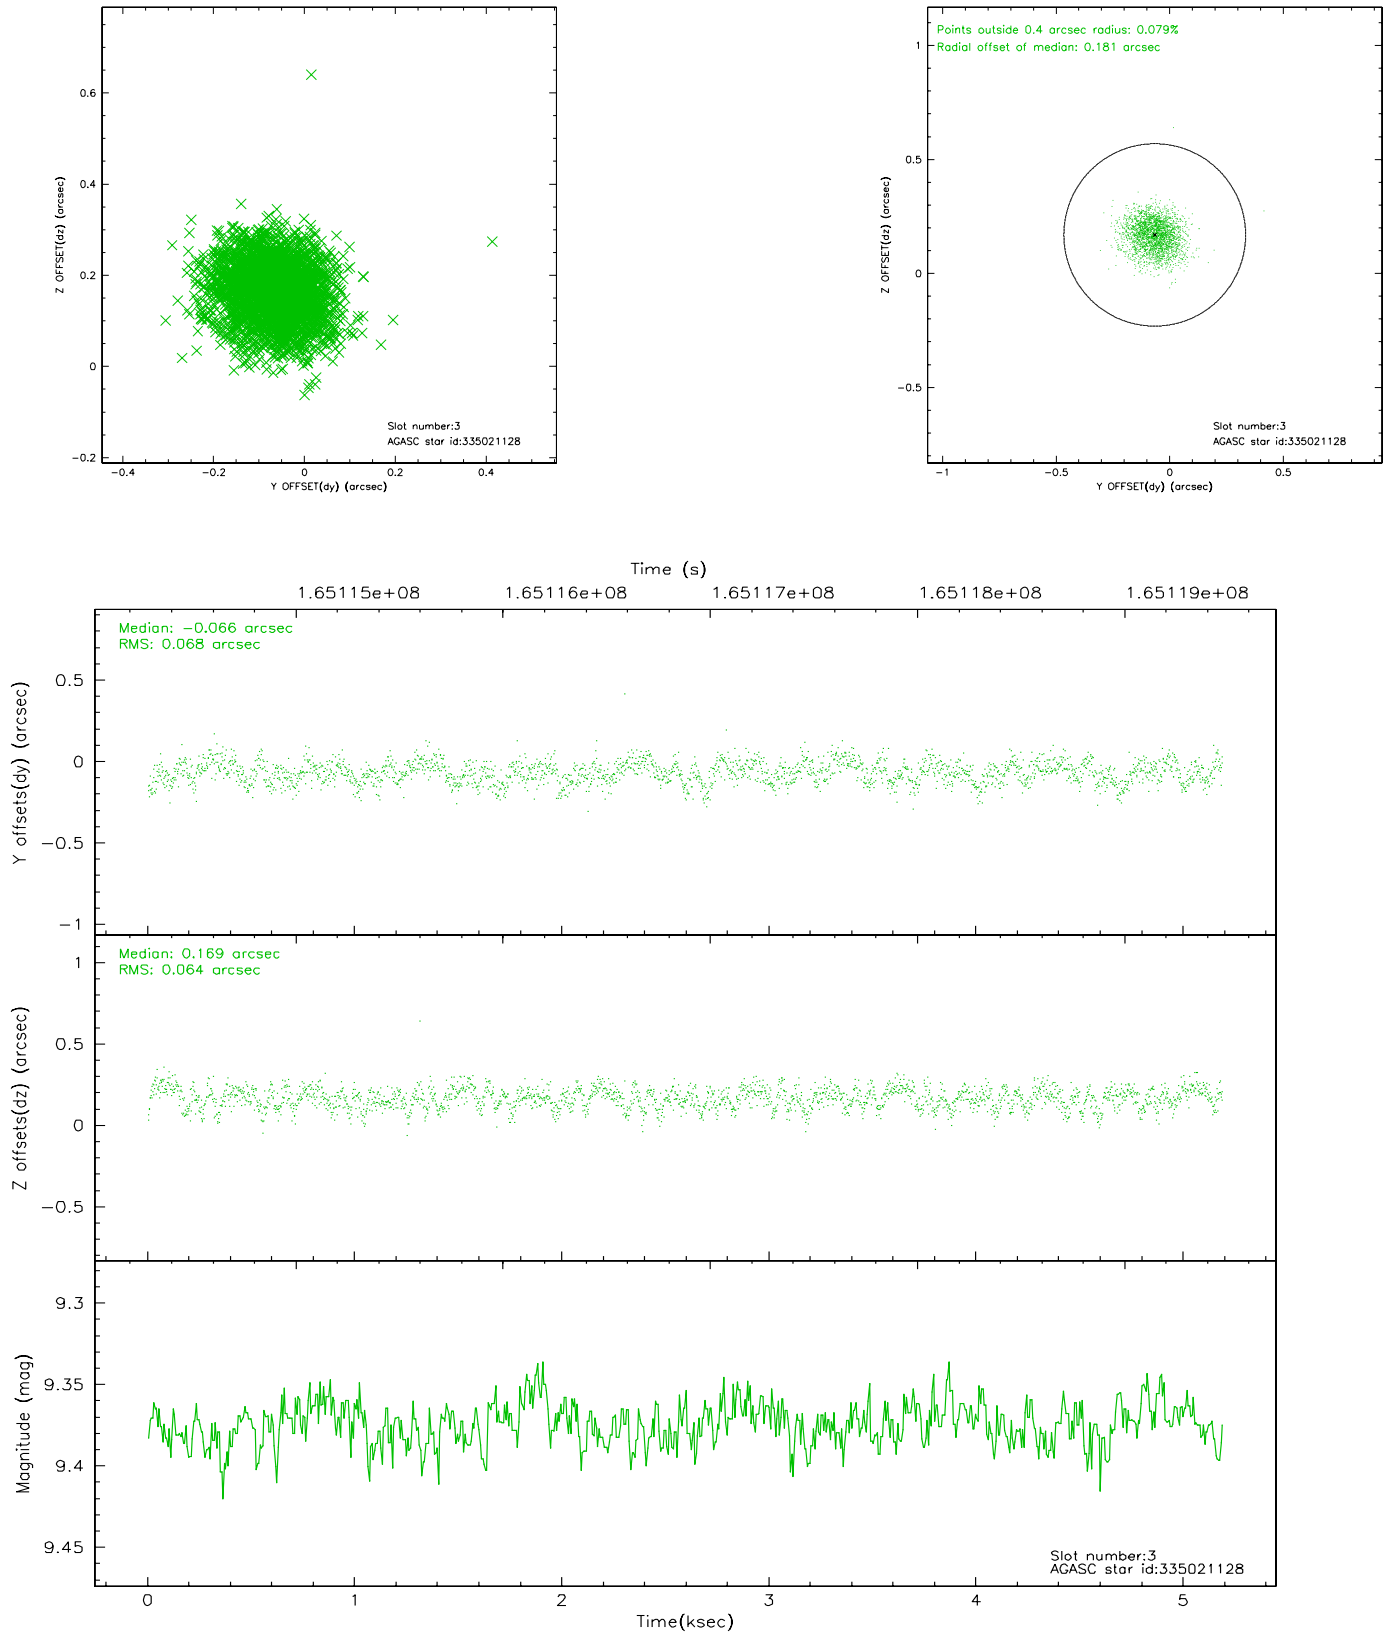 0.6
0.4
0.2
0
-0.2
-0.4
-0.2
0
0.2
0.4
Z OFFSET(dz) (arcsec)
Y OFFSET(dy) (arcsec)
Slot number:3
AGASC star id:335021128
Points outside 0.4 arcsec radius: 0.079%
Radial offset of median: 0.181 arcsec
1
0.5
0
-0.5
-1
-0.5
0
0.5
Z OFFSET(dz) (arcsec)
Y OFFSET(dy) (arcsec)
Slot number:3
AGASC star id:335021128
Time (s)
1.65115e+08 1.65116e+08 1.65117e+08 1.65118e+08 1.65119e+08
Median: -0.066 arcsec
RMS: 0.068 arcsec
0.5
0
-0.5
-1
Y offsets(dy) (arcsec)
Median: 0.169 arcsec
RMS: 0.064 arcsec
1
0.5
0
-0.5
Z offsets(dz) (arcsec)
9.3
9.35
9.4
9.45
Magnitude (mag)
Slot number:3
AGASC star id:335021128
0 1 2 3 4 5
Time(ksec)